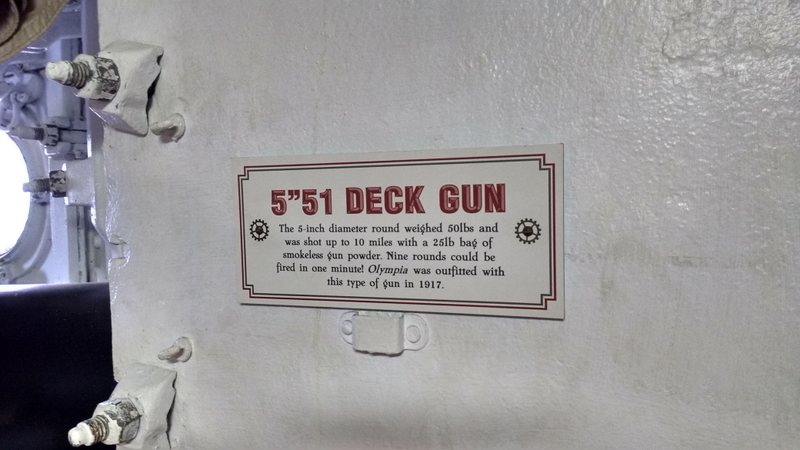 5”51 DECK GUN
The 5-inch diameter round weighed 50lbs and
was shot up to 10 miles with a 25lb bag of
smokeless gun powder. Nine rounds could be
fired in one minute! Olympia was outfitted with
this type of gun in 1917.